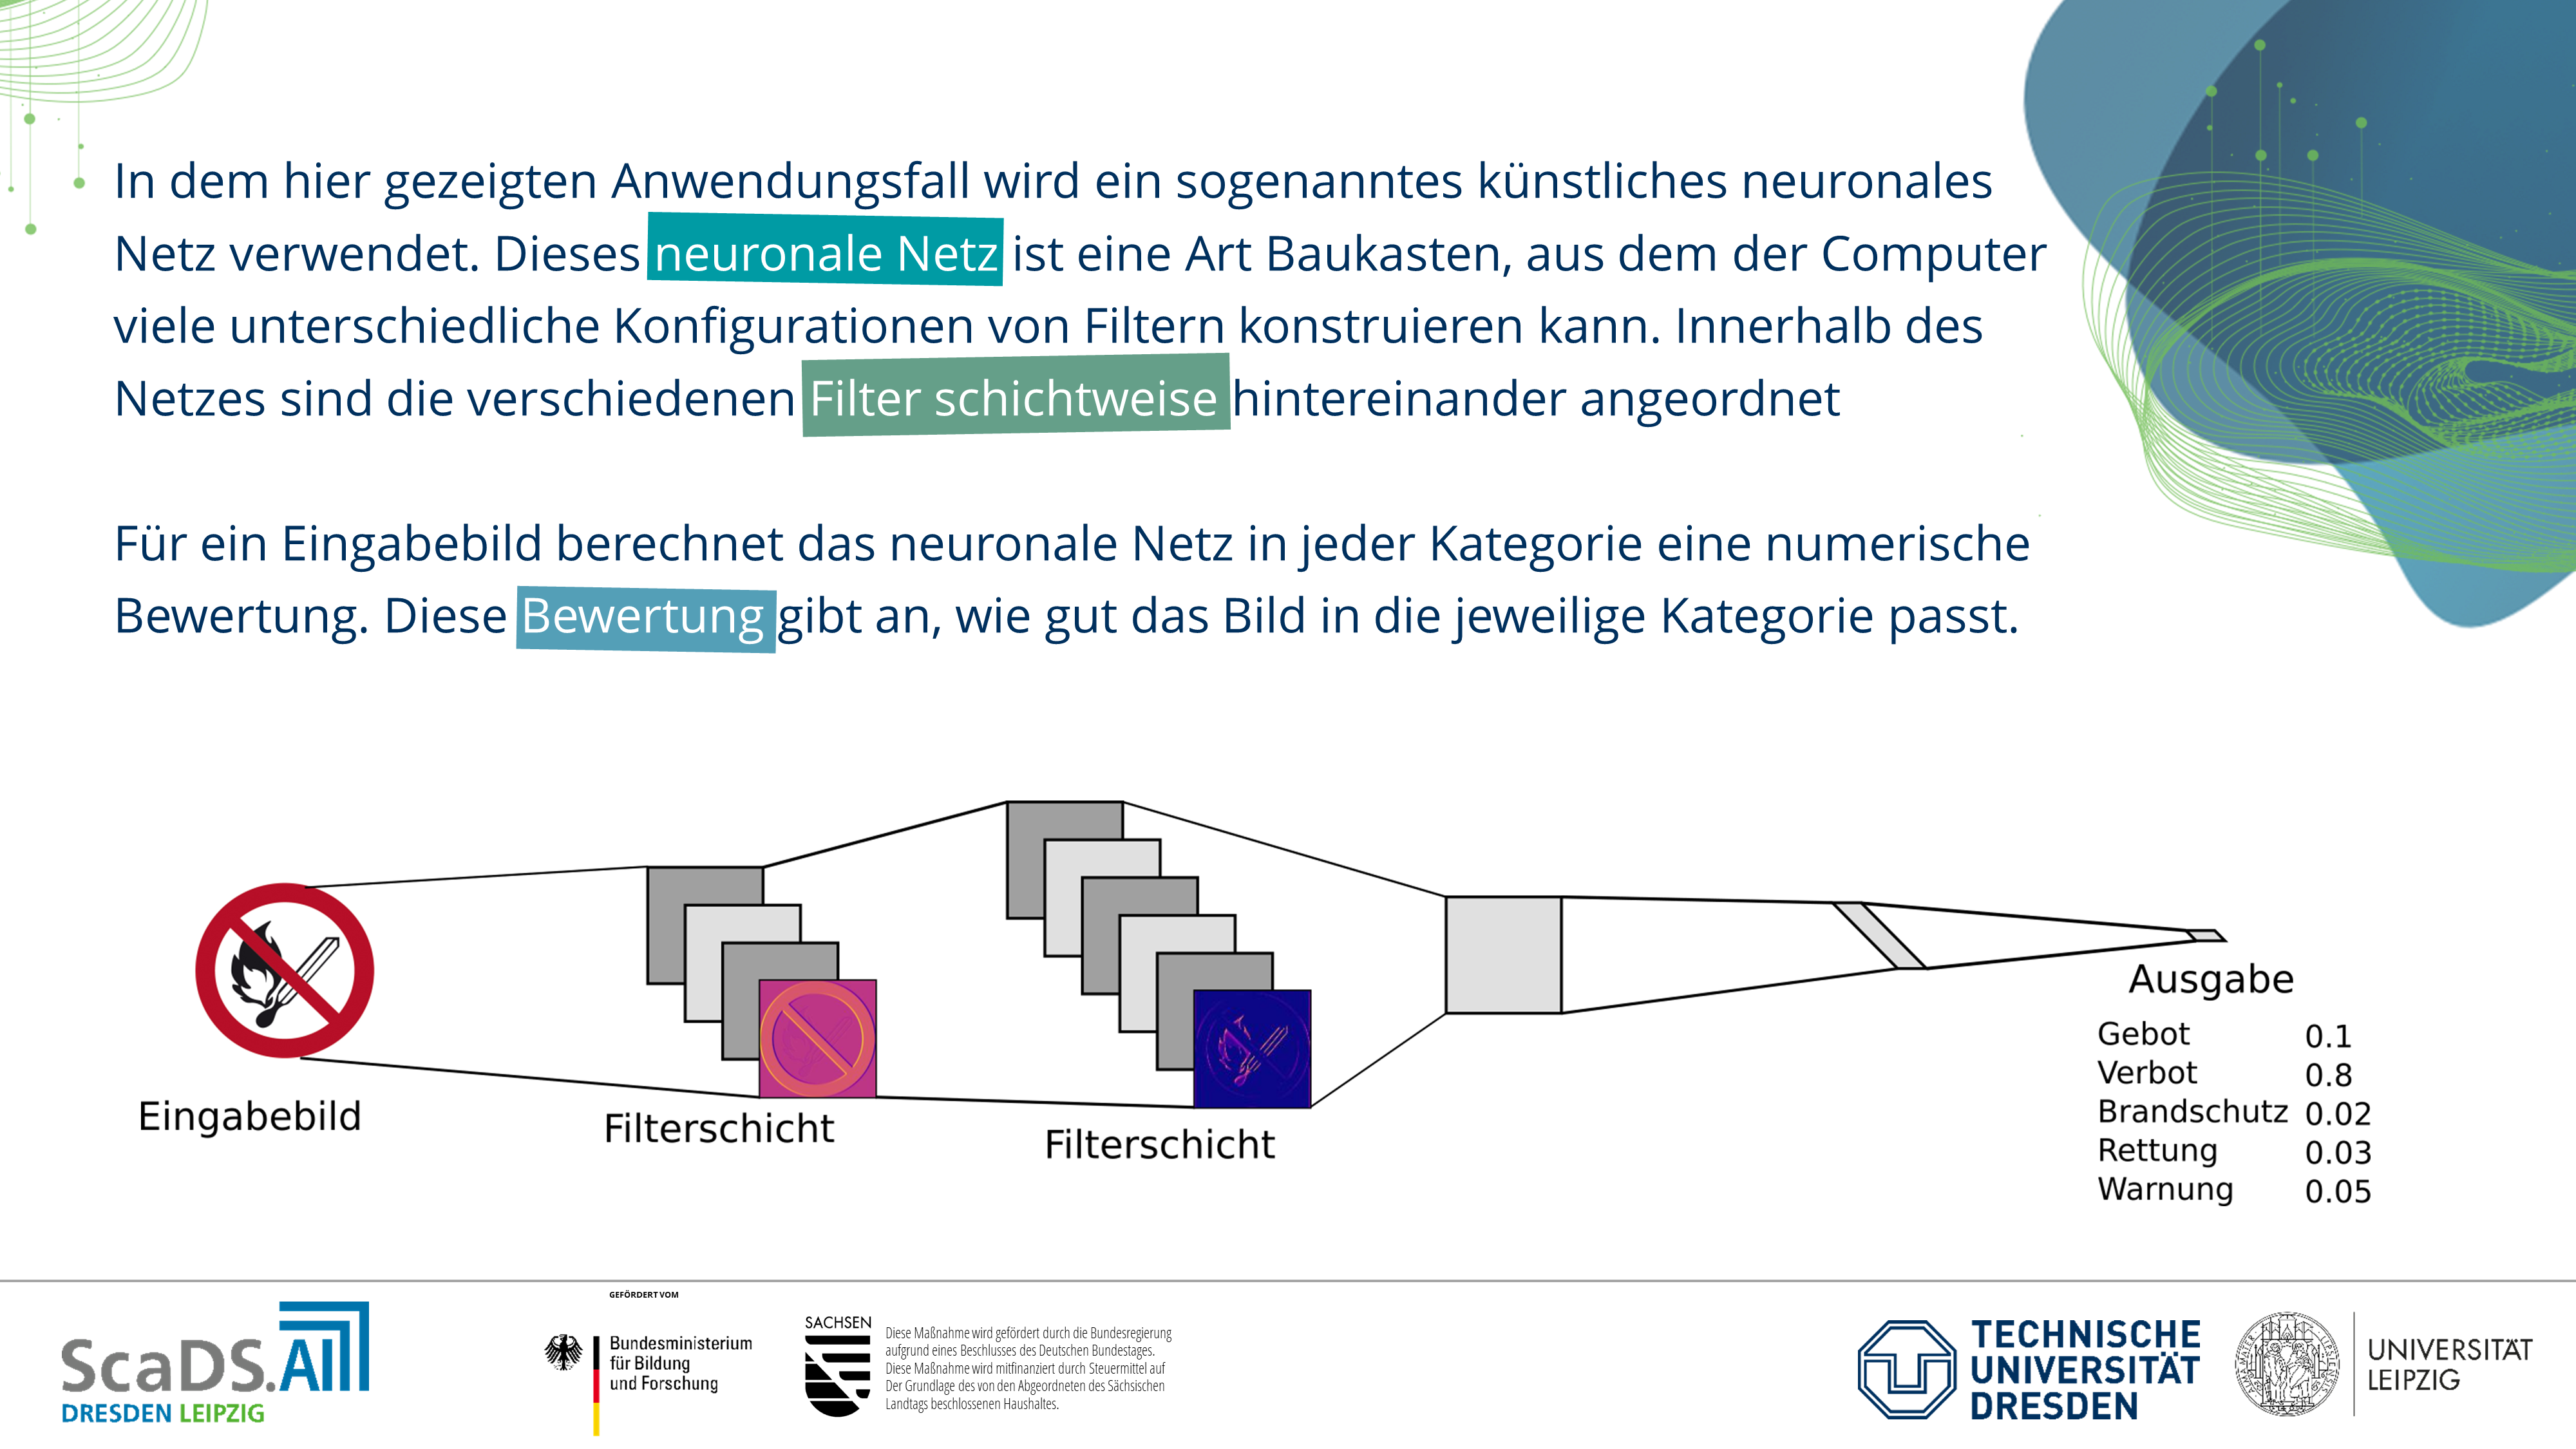 In dem hier gezeigten Anwendungsfall wird ein sogenanntes künstliches neuronales
Netz verwendet. Dieses neuronale Netz ist eine Art Baukasten, aus dem der Computer
viele unterschiedliche Konfigurationen von Filtern konstruieren kann. Innerhalb des
Netzes sind die verschiedenen Filter schichtweise hintereinander angeordnet
Für ein Eingabebild berechnet das neuronale Netz in jeder Kategorie eine numerische
Bewertung. Diese Bewertung gibt an, wie gut das Bild in die jeweilige Kategorie passt.
Eingabebild
Filterschicht
Filterschicht
Ausgabe
Gebot 0.1
Verbot 0.8
Brandschutz 0.02
Rettung 0.03
Warnung 0.05
ScaDS.AI
DRESDEN LEIPZIG
GEFÖRDERT VOM
Bundesministerium
für Bildung
und Forschung
SACHSEN
Diese Maßnahme wird gefördert durch die Bundesregierung
aufgrund eines Beschlusses des Deutschen Bundestages.
Diese Maßnahme wird mitfinanziert durch Steuermittel auf
Der Grundlage des von den Abgeordneten des Sächsischen
Landtags beschlossenen Haushaltes.
TECHNISCHE
UNIVERSITÄT
DRESDEN
UNIVERSITÄT
LEIPZIG